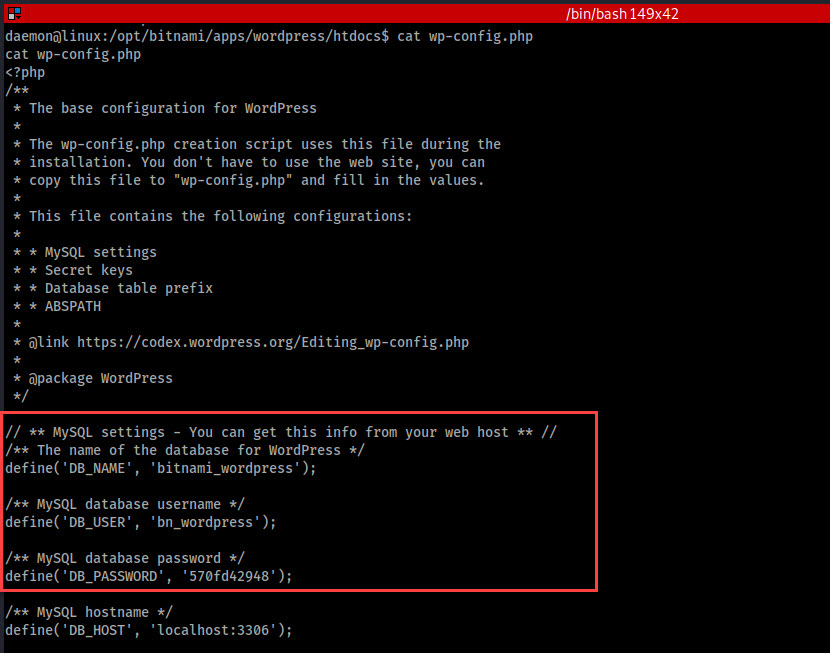 /bin/bash 149x42
daemon@linux:/opt/bitnami/apps/wordpress/htdocs$ cat wp-config.php
cat wp-config.php
<?php
/**
 * The base configuration for WordPress
 *
 * The wp-config.php creation script uses this file during the
 * installation. You don't have to use the web site, you can
 * copy this file to "wp-config.php" and fill in the values.
 *
 * This file contains the following configurations:
 *
 * * MySQL settings
 * * Secret keys
 * * Database table prefix
 * * ABSPATH
 *
 * @link https://codex.wordpress.org/Editing_wp-config.php
 *
 * @package WordPress
 */
// ** MySQL settings - You can get this info from your web host ** //
/** The name of the database for WordPress */
define('DB_NAME', 'bitnami_wordpress');
/** MySQL database username */
define('DB_USER', 'bn_wordpress');
/** MySQL database password */
define('DB_PASSWORD', '570fd42948');
/** MySQL hostname */
define('DB_HOST', 'localhost:3306');